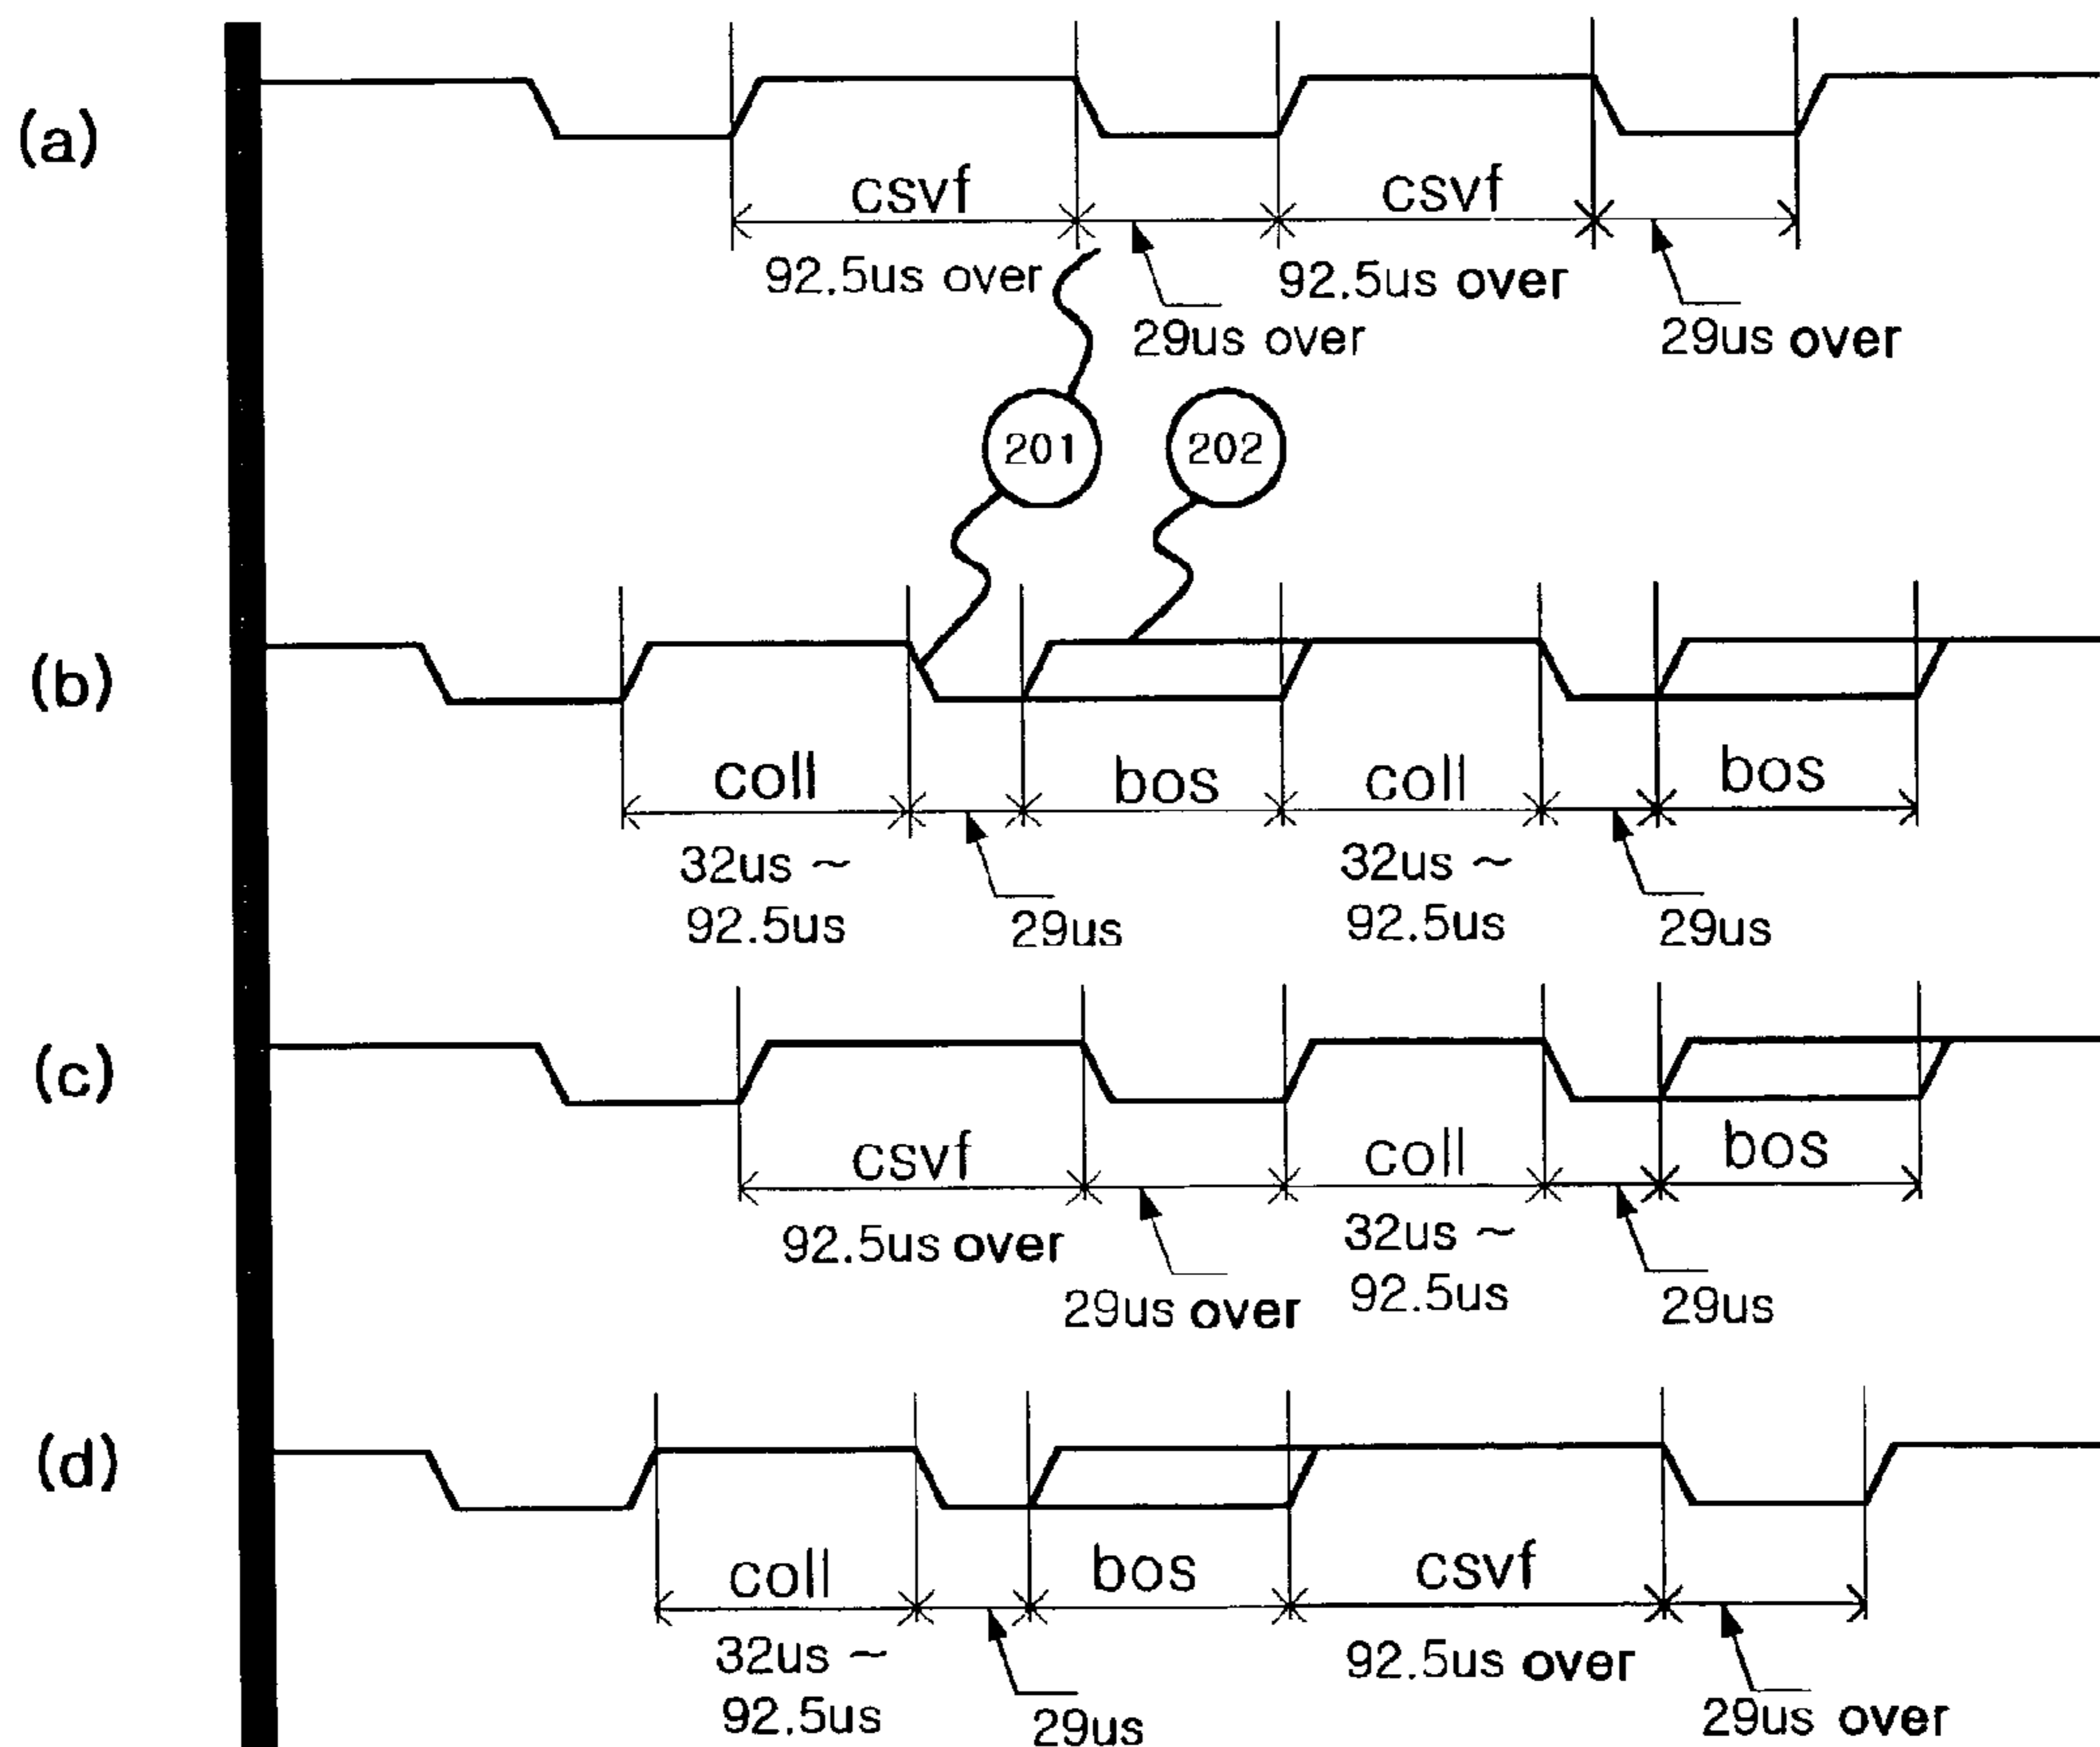 (a)
csvf
csvf
92.5us over
92.5us over
29us over
29us over
201
202
(b)
coll
bos
coll
bos
32us ~
92.5us
29us
32us ~
92.5us
29us
(c)
csvf
coll
bos
92.5us over
29us over
32us ~
92.5us
29us
(d)
coll
bos
csvf
32us ~
92.5us
29us
92.5us over
29us over